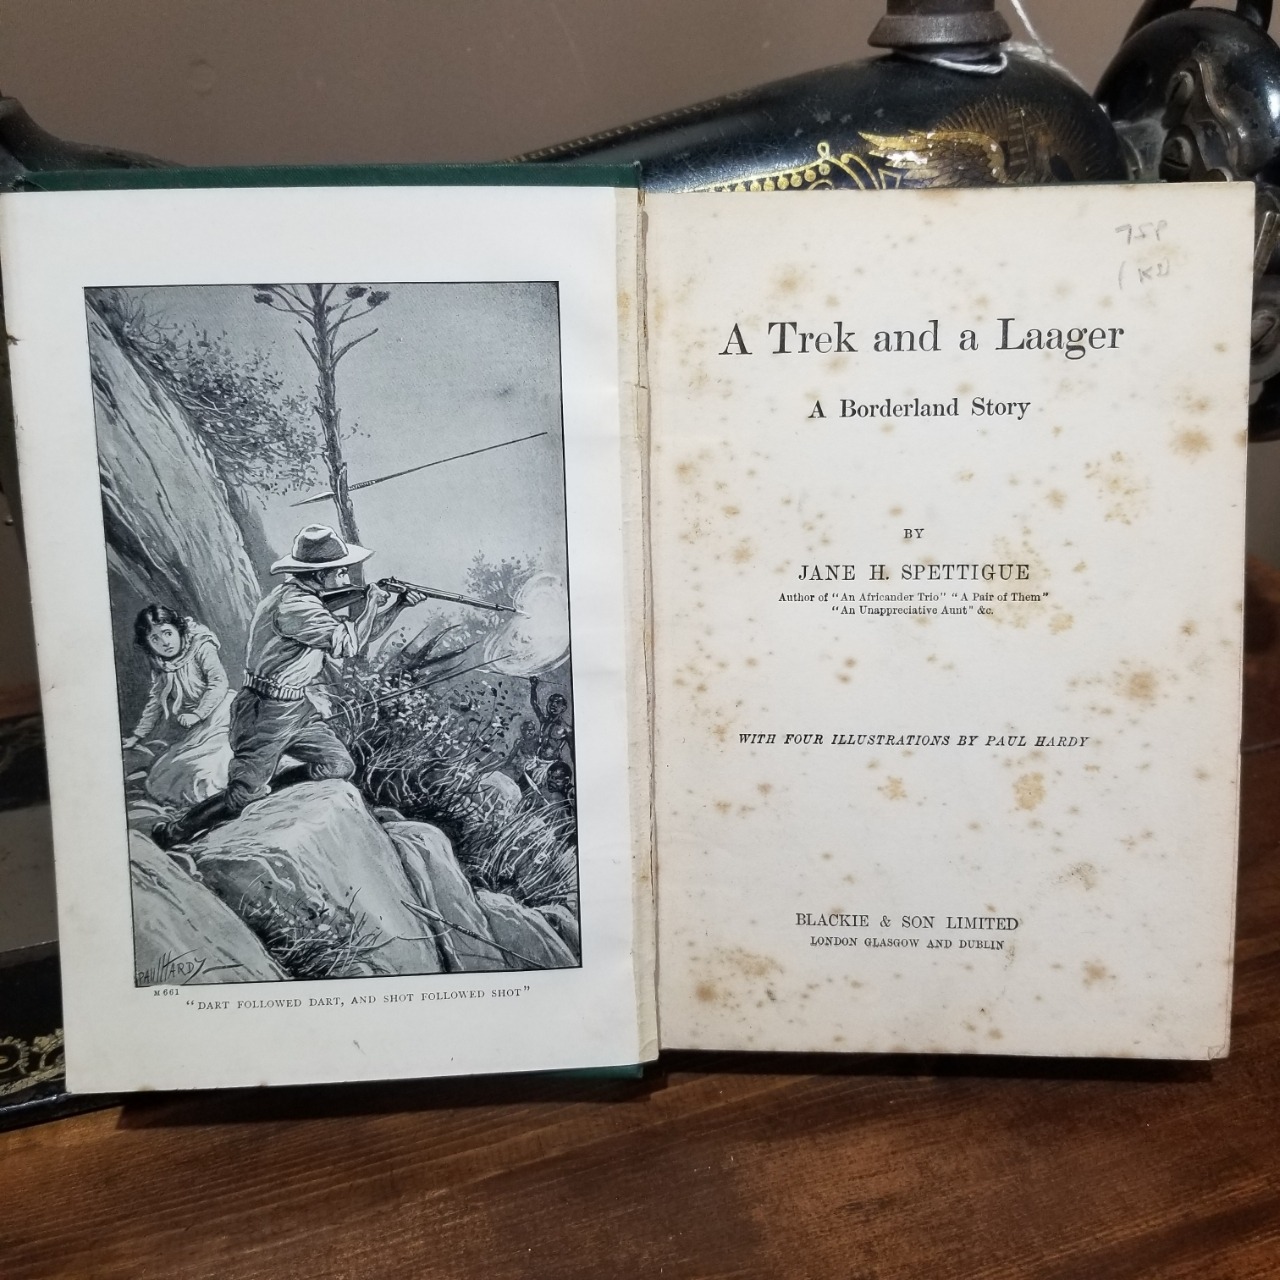 PAUL HARDY
M 661
"DART FOLLOWED DART, AND SHOT FOLLOWED SHOT"
75P
A Trek and a Laager
A Borderland Story
BY
JANE H. SPETTIGUE
Author of "An Africander Trio" "A Pair of Them"
"An Unappreciative Aunt" &c.
WITH FOUR ILLUSTRATIONS BY PAUL HARDY
BLACKIE & SON LIMITED
LONDON GLASGOW AND DUBLIN